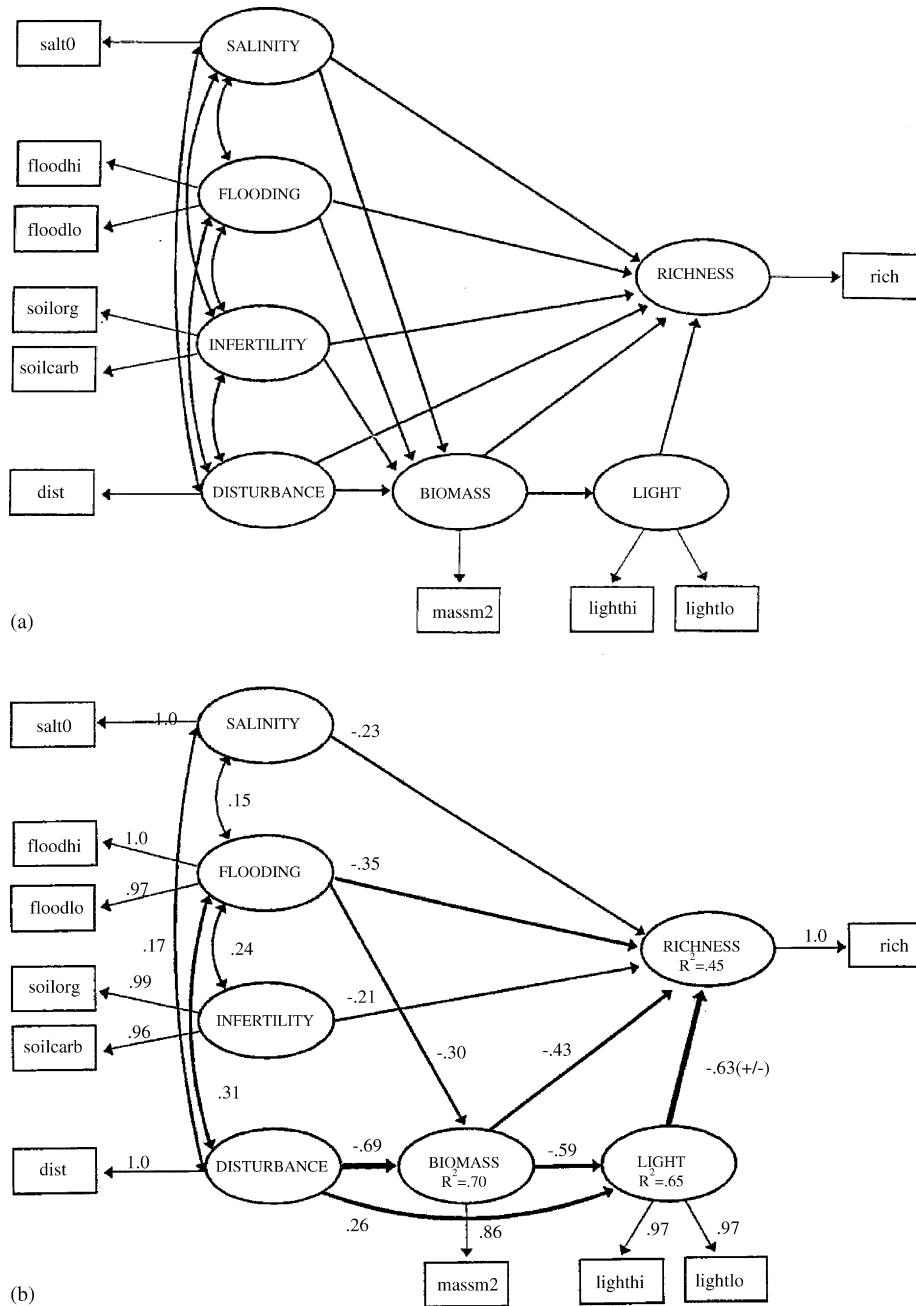 SALINITY
salt0
floodhi
FLOODING
floodlo
RICHNESS
rich
soilorg
INFERTILITY
soilcarb
dist
DISTURBANCE
BIOMASS
LIGHT
massm2
lighthi
lightlo
(a)
salt0
1.0
SALINITY
-.23
.15
floodhi
1.0
FLOODING
-.35
floodlo
.97
.17
.24
RICHNESS
R²=.45
1.0
rich
soilorg
.99
INFERTILITY
-.21
soilcarb
.96
-.30
-.43
-.63(+/-)
.31
dist
1.0
DISTURBANCE
-.69
BIOMASS
R²=.70
-.59
LIGHT
R²=.65
.26
.86
.97
.97
massm2
lighthi
lightlo
(b)